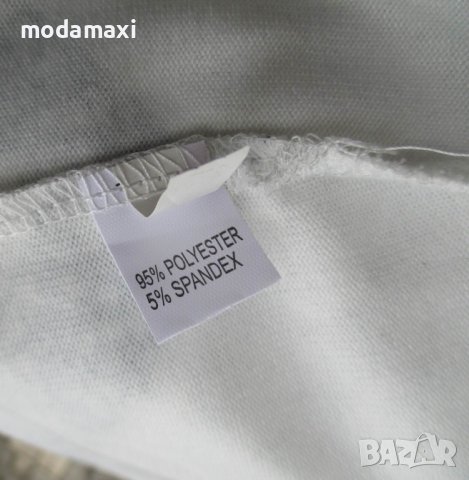 modamaxi
95% POLYESTER
5% SPANDEX
BAZAR